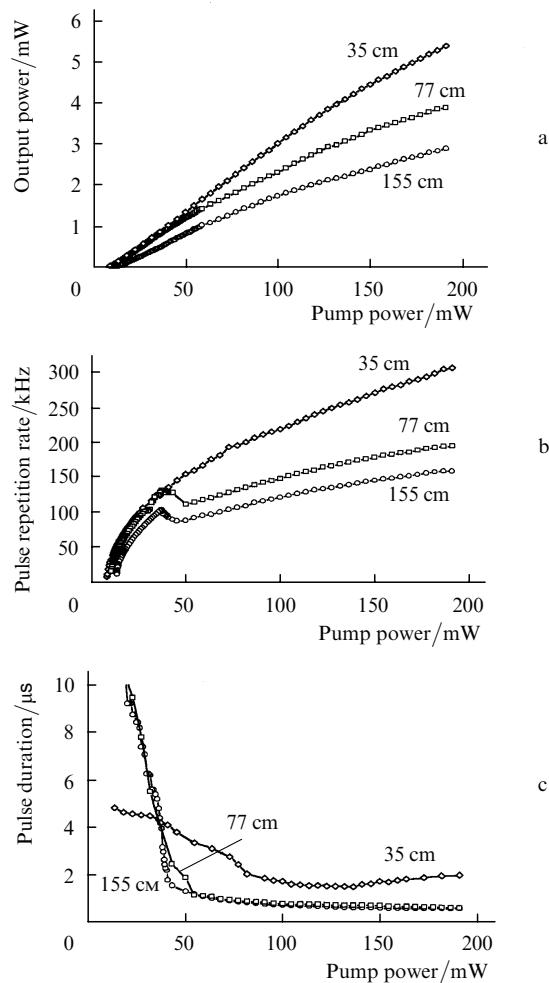 6
5
4
3
2
1
0
50
100
150
200
Output power/mW
Pump power/mW
35 cm
77 cm
155 cm
a
300
250
200
150
100
50
0
50
100
150
200
Pulse repetition rate/kHz
Pump power/mW
35 cm
77 cm
155 cm
b
10
8
6
4
2
0
50
100
150
200
Pulse duration/μs
Pump power/mW
77 cm
35 cm
155 см
c